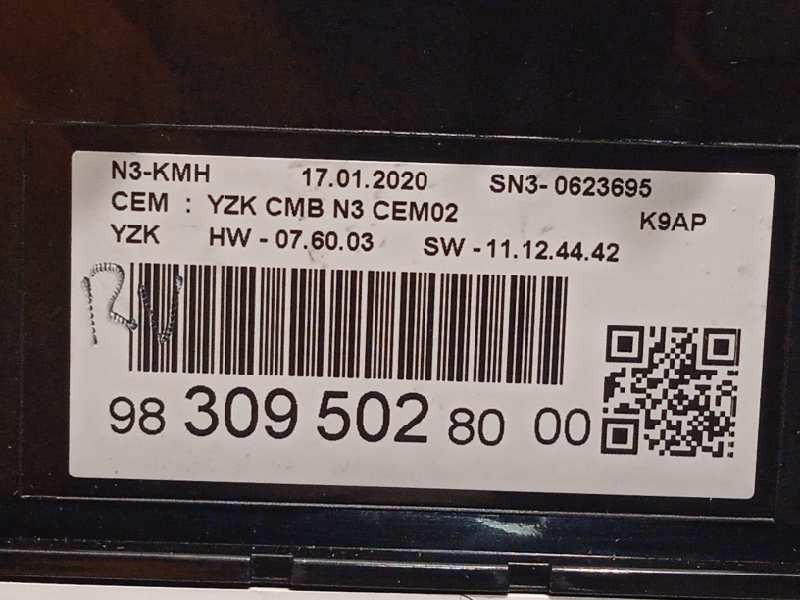 N3-KMH 17.01.2020 SN3- 0623695
CEM : YZK CMB N3 CEM02 K9AP
YZK HW - 07.60.03 SW - 11.12.44.42
RV
98 309 502 80 00